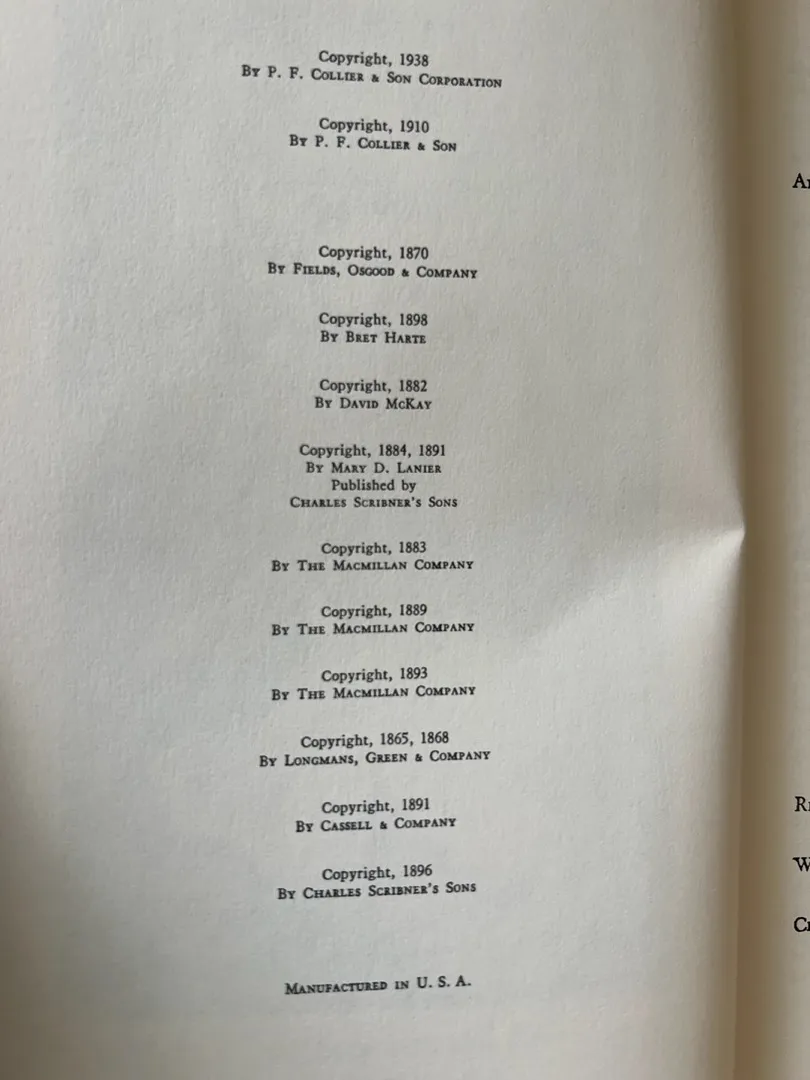 Copyright, 1938
By P. F. Collier & Son Corporation
Copyright, 1910
By P. F. Collier & Son
Copyright, 1870
By Fields, Osgood & Company
Copyright, 1898
By Bret Harte
Copyright, 1882
By David McKay
Copyright, 1884, 1891
By Mary D. Lanier
Published by
Charles Scribner's Sons
Copyright, 1883
By The Macmillan Company
Copyright, 1889
By The Macmillan Company
Copyright, 1893
By The Macmillan Company
Copyright, 1865, 1868
By Longmans, Green & Company
Copyright, 1891
By Cassell & Company
Copyright, 1896
By Charles Scribner's Sons
Manufactured in U. S. A.